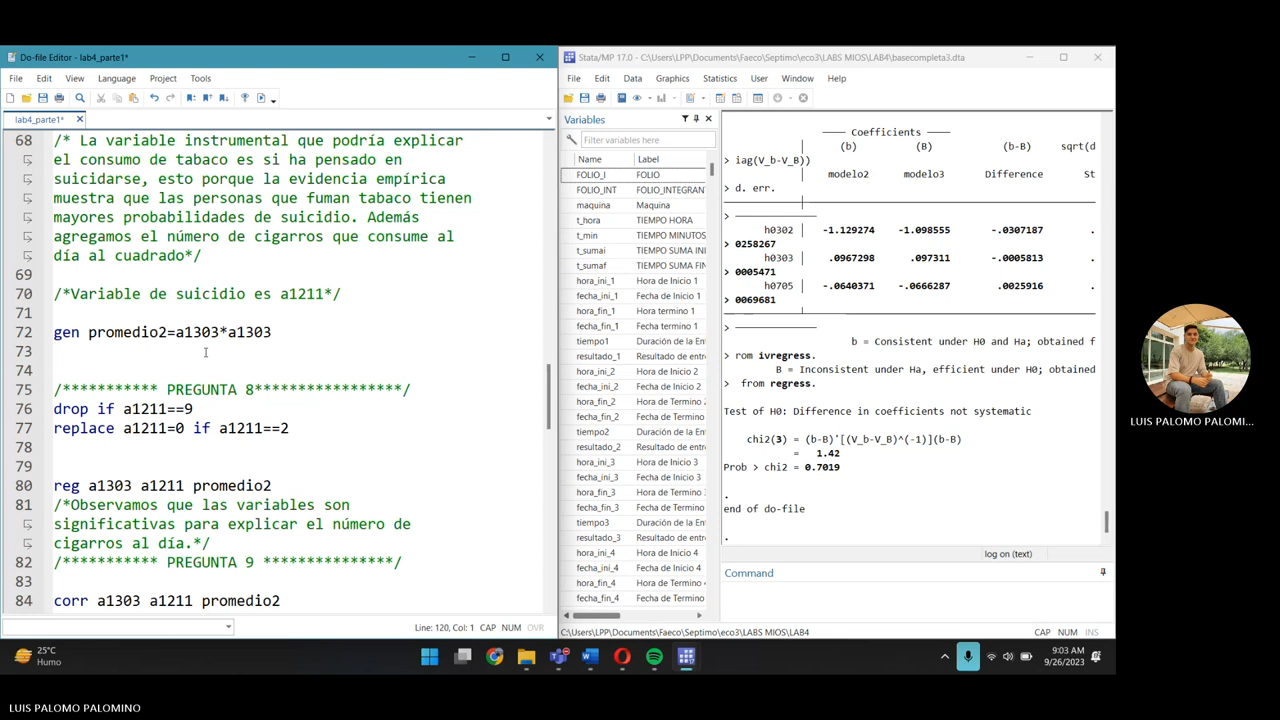 Do-file Editor - lab4_parte1*
File Edit View Language Project Tools
lab4_parte1*
68 /* La variable instrumental que podría explicar
el consumo de tabaco es si ha pensado en
suicidarse, esto porque la evidencia empírica
muestra que las personas que fuman tabaco tienen
mayores probabilidades de suicidio. Además
agregamos el número de cigarros que consume al
día al cuadrado*/
69
70 /*Variable de suicidio es a1211*/
71
72 gen promedio2=a1303*a1303
73
74
75 /*********** PREGUNTA 8*****************/
76 drop if a1211==9
77 replace a1211=0 if a1211==2
78
79
80 reg a1303 a1211 promedio2
81 /*Observamos que las variables son
significativas para explicar el número de
cigarros al día.*/
82 /*********** PREGUNTA 9 ***************/
83
84 corr a1303 a1211 promedio2
Line: 120, Col: 1 CAP NUM OVR
Stata/MP 17.0 - C:\Users\LPP\Documents\Faeco\Septimo\eco3\LABS MIOS\LAB4\basecompleta3.dta
File Edit Data Graphics Statistics User Window Help
Variables
Filter variables here
Name Label
FOLIO_I FOLIO
FOLIO_INT FOLIO_INTEGRAN
maquina Maquina
t_hora TIEMPO HORA
t_min TIEMPO MINUTOS
t_sumai TIEMPO SUMA INI
t_sumaf TIEMPO SUMA FIN
hora_ini_1 Hora de Inicio 1
fecha_ini_1 Fecha de Inicio 1
hora_fin_1 Hora termino 1
fecha_fin_1 Fecha termino 1
tiempo1 Duración de la Ent
resultado_1 Resultado de entre
hora_ini_2 Hora de Inicio 2
fecha_ini_2 Fecha de Inicio 2
hora_fin_2 Hora de Termino 2
fecha_fin_2 Fecha de Termino
tiempo2 Duración de la Ent
resultado_2 Resultado de entre
hora_ini_3 Hora de Inicio 3
fecha_ini_3 Fecha de Inicio 3
hora_fin_3 Hora de Termino 3
fecha_fin_3 Fecha de Termino
tiempo3 Duración de la Ent
resultado_3 Resultado de entre
hora_ini_4 Hora de Inicio 4
fecha_ini_4 Fecha de Inicio 4
hora_fin_4 Hora de Termino 4
fecha_fin_4 Fecha de Termino
Coefficients
(b) (B) (b-B) sqrt(d
> iag(V_b-V_B))
modelo2 modelo3 Difference St
> d. err.
>
h0302 -1.129274 -1.098555 -.0307187 .
> 0258267
h0303 .0967298 .097311 -.0005813 .
> 0005471
h0705 -.0640371 -.0666287 .0025916 .
> 0069681
>
b = Consistent under H0 and Ha; obtained f
> rom ivregress.
B = Inconsistent under Ha, efficient under H0; obtained
> from regress.
Test of H0: Difference in coefficients not systematic
chi2(3) = (b-B)'[(V_b-V_B)^(-1)](b-B)
= 1.42
Prob > chi2 = 0.7019
.
end of do-file
.
log on (text)
Command
C:\Users\LPP\Documents\Faeco\Septimo\eco3\LABS MIOS\LAB4 CAP NUM INS
LUIS PALOMO PALOMI...
25°C
Humo
17
9:03 AM
9/26/2023
LUIS PALOMO PALOMINO